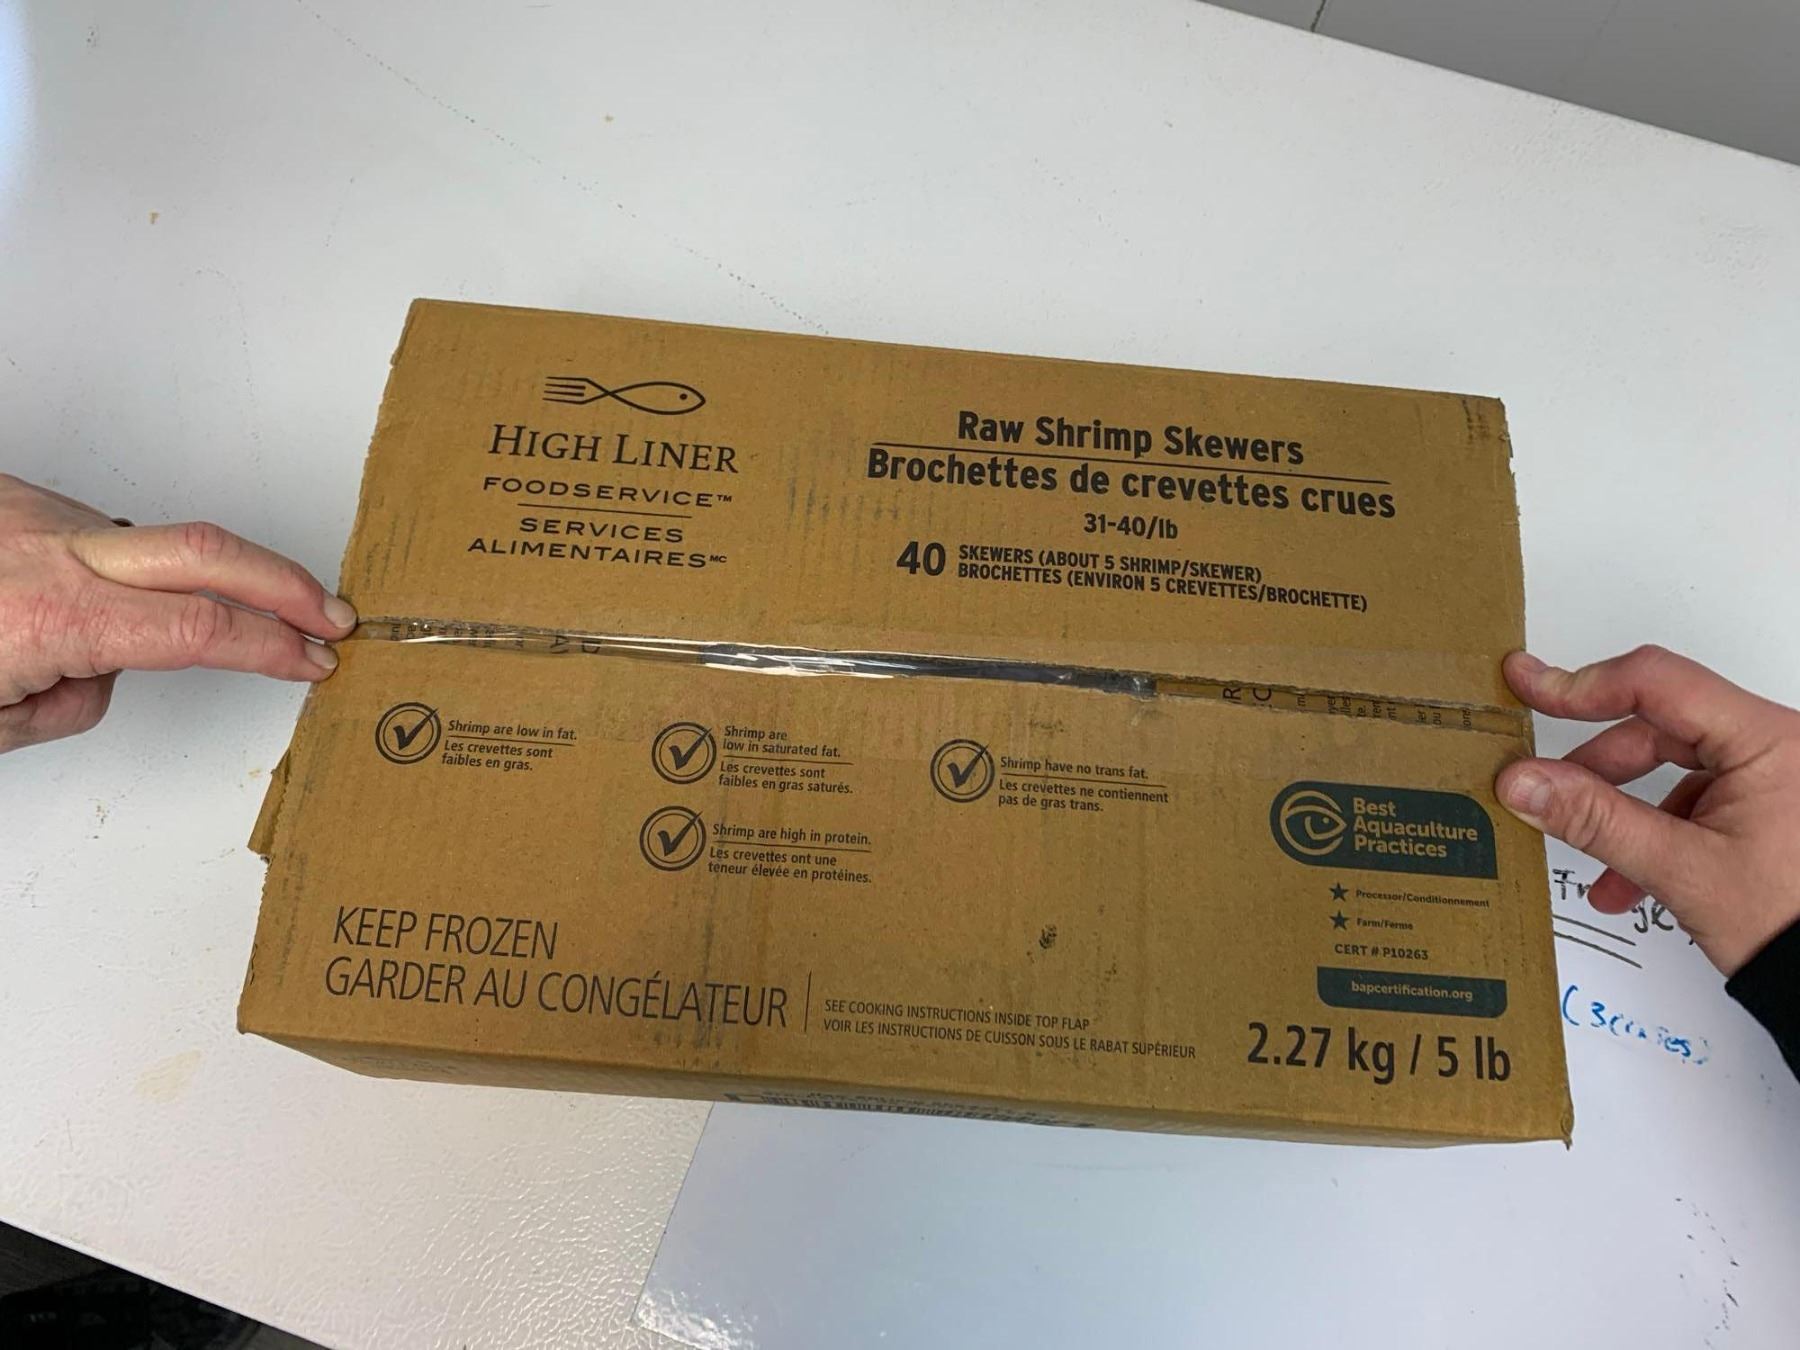 HIGH LINER
FOODSERVICE™
SERVICES
ALIMENTAIRES MC
Raw Shrimp Skewers
Brochettes de crevettes crues
31-40/lb
40 SKEWERS (ABOUT 5 SHRIMP/SKEWER)
BROCHETTES (ENVIRON 5 CREVETTES/BROCHETTE)
Shrimp are low in fat.
Les crevettes sont
faibles en gras.
Shrimp are
low in saturated fat.
Les crevettes sont
faibles en gras saturés.
Shrimp have no trans fat.
Les crevettes ne contiennent
pas de gras trans.
Shrimp are high in protein.
Les crevettes ont une
teneur élevée en protéines.
Best
Aquaculture
Practices
Processor/Conditionnement
Farm/Ferme
CERT # P10263
bapcertification.org
KEEP FROZEN
GARDER AU CONGÉLATEUR
SEE COOKING INSTRUCTIONS INSIDE TOP FLAP
VOIR LES INSTRUCTIONS DE CUISSON SOUS LE RABAT SUPÉRIEUR
2.27 kg / 5 lb